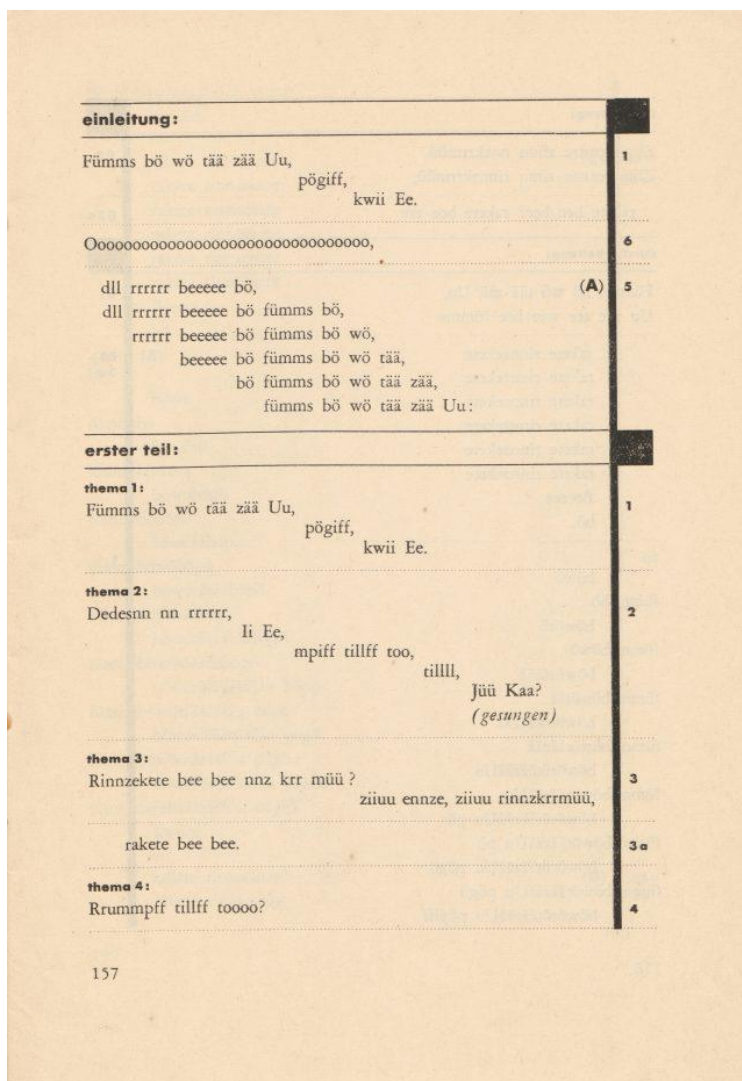 einleitung:
Fümms bö wö tää zää Uu, 1
pögiff,
kwii Ee.
Ooooooooooooooooooooooooooooooooo, 6
dll rrrrrr beeeee bö, (A) 5
dll rrrrrr beeeee bö fümms bö,
rrrrrr beeeee bö fümms bö wö,
beeeee bö fümms bö wö tää,
bö fümms bö wö tää zää,
fümms bö wö tää zää Uu:
erster teil:
thema 1:
Fümms bö wö tää zää Uu, 1
pögiff,
kwii Ee.
thema 2:
Dedesnn nn rrrrrr, 2
Ii Ee,
mpiff tillff too,
tillll,
Jüü Kaa?
(gesungen)
thema 3:
Rinnzekete bee bee nnz krr müü? 3
ziiuu ennze, ziiuu rinnzkrrmüü,
rakete bee bee. 3a
thema 4:
Rrummpff tillff toooo? 4
157